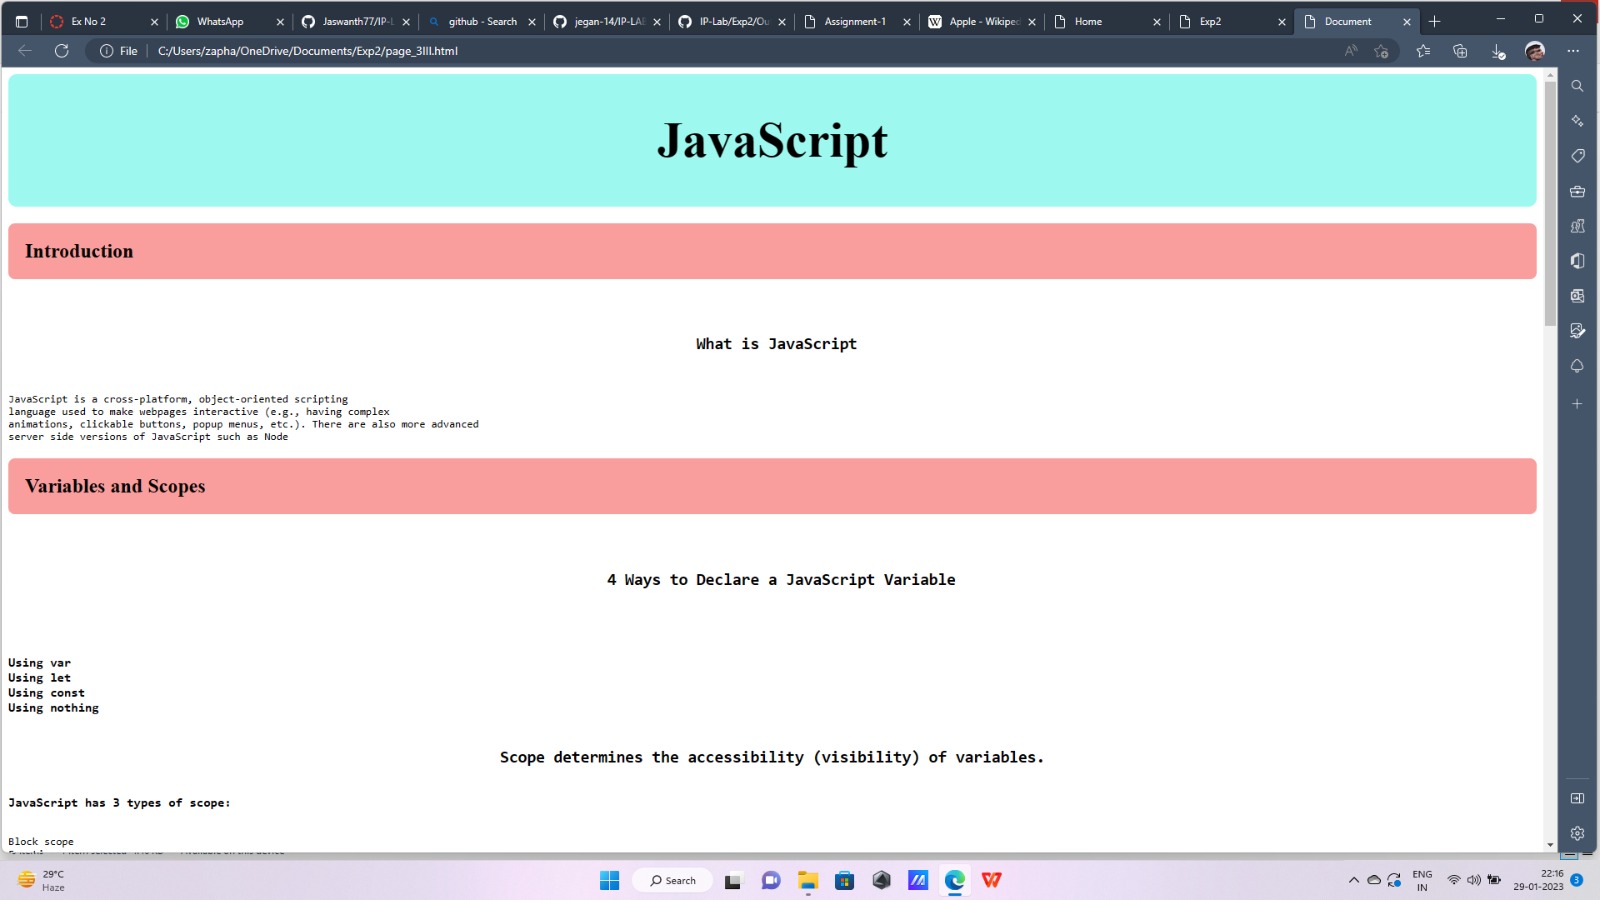 Ex No 2
WhatsApp
Jaswanth77/IP-L
github - Search
jegan-14/IP-LAB
IP-Lab/Exp2/Ou
Assignment-1
W Apple - Wikiped
Home
Exp2
Document
File
C:/Users/zapha/OneDrive/Documents/Exp2/page_3III.html
JavaScript
Introduction
What is JavaScript
JavaScript is a cross-platform, object-oriented scripting
language used to make webpages interactive (e.g., having complex
animations, clickable buttons, popup menus, etc.). There are also more advanced
server side versions of JavaScript such as Node
Variables and Scopes
4 Ways to Declare a JavaScript Variable
Using var
Using let
Using const
Using nothing
Scope determines the accessibility (visibility) of variables.
JavaScript has 3 types of scope:
Block scope
29°C
Haze
Search
ENG
IN
22:16
29-01-2023
3